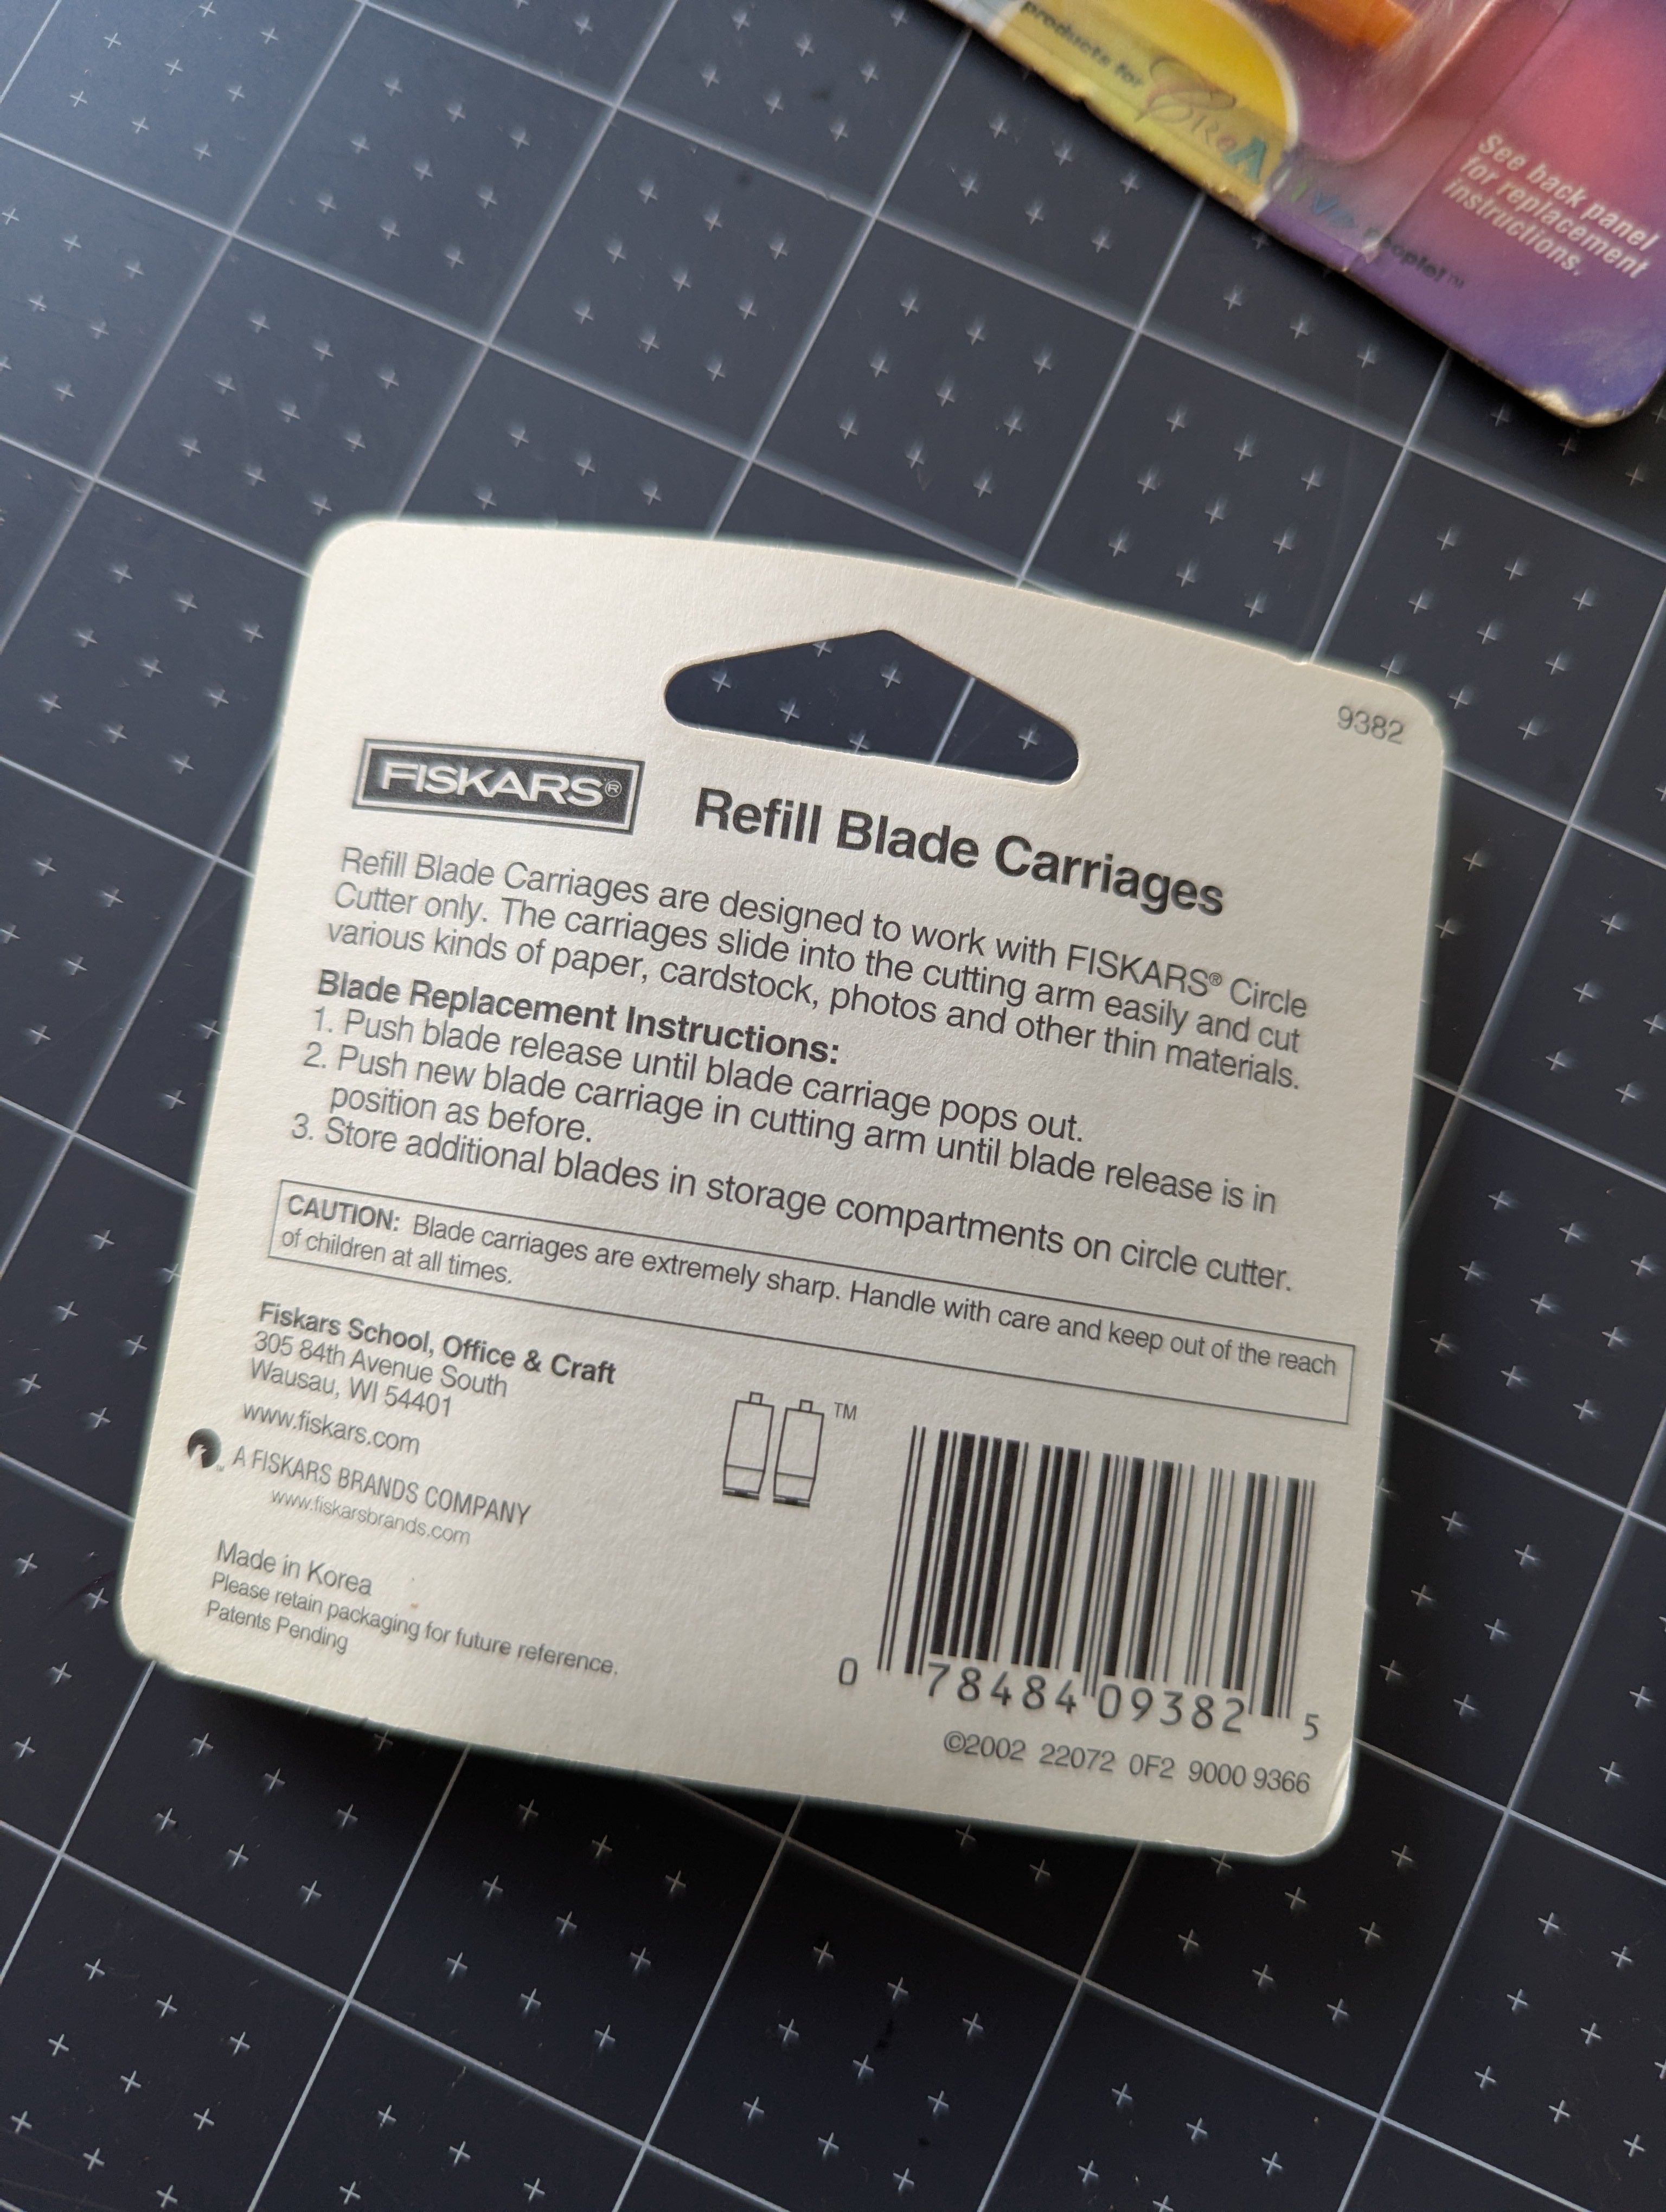 products for
CReATive people!™
See back panel
for replacement
instructions.
9382
FISKARS®
Refill Blade Carriages
Refill Blade Carriages are designed to work with FISKARS® Circle
Cutter only. The carriages slide into the cutting arm easily and cut
various kinds of paper, cardstock, photos and other thin materials.
Blade Replacement Instructions:
1. Push blade release until blade carriage pops out.
2. Push new blade carriage in cutting arm until blade release is in
position as before.
3. Store additional blades in storage compartments on circle cutter.
CAUTION: Blade carriages are extremely sharp. Handle with care and keep out of the reach
of children at all times.
Fiskars School, Office & Craft
305 84th Avenue South
Wausau, WI 54401
www.fiskars.com
A FISKARS BRANDS COMPANY
www.fiskarsbrands.com
Made in Korea
Please retain packaging for future reference.
Patents Pending
TM
0 78484 09382 5
©2002 22072 0F2 9000 9366